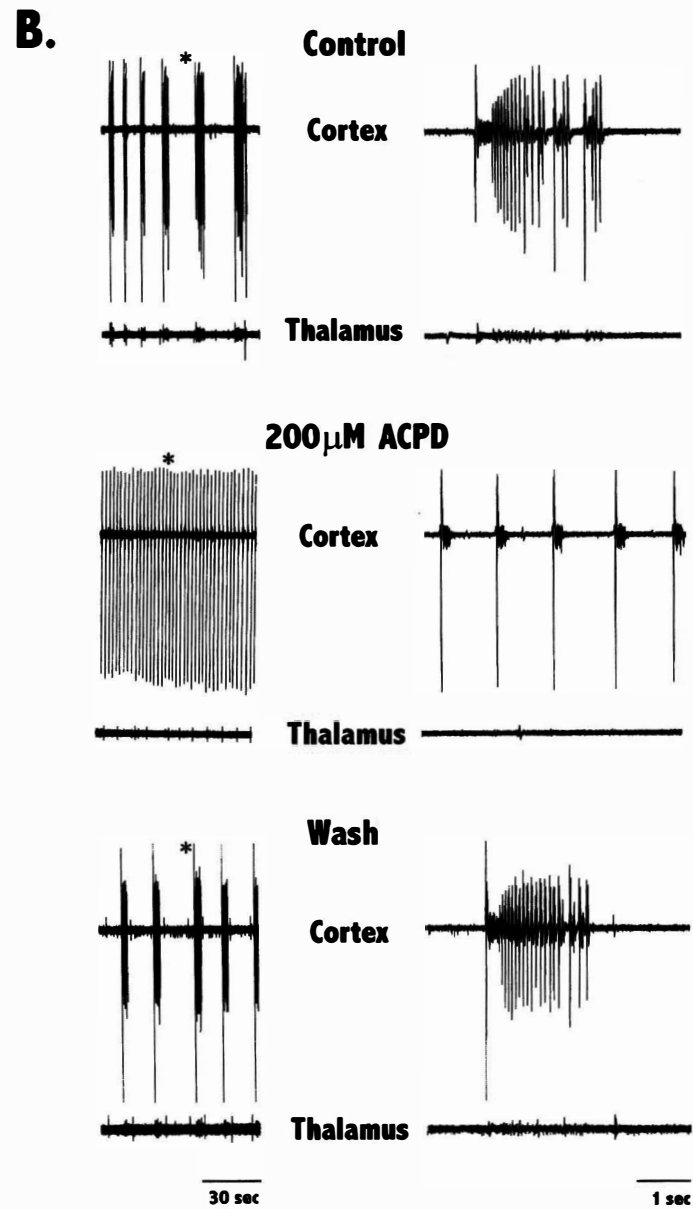 B.
*
Control
Cortex
Thalamus
200μM ACPD
*
Cortex
Thalamus
Wash
*
Cortex
Thalamus
30 sec
1 sec